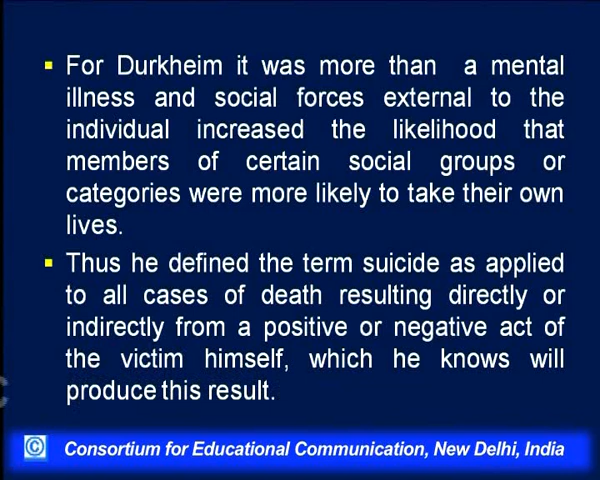 ▪ For Durkheim it was more than a mental
illness and social forces external to the
individual increased the likelihood that
members of certain social groups or
categories were more likely to take their own
lives.
▪ Thus he defined the term suicide as applied
to all cases of death resulting directly or
indirectly from a positive or negative act of
the victim himself, which he knows will
produce this result.
© Consortium for Educational Communication, New Delhi, India